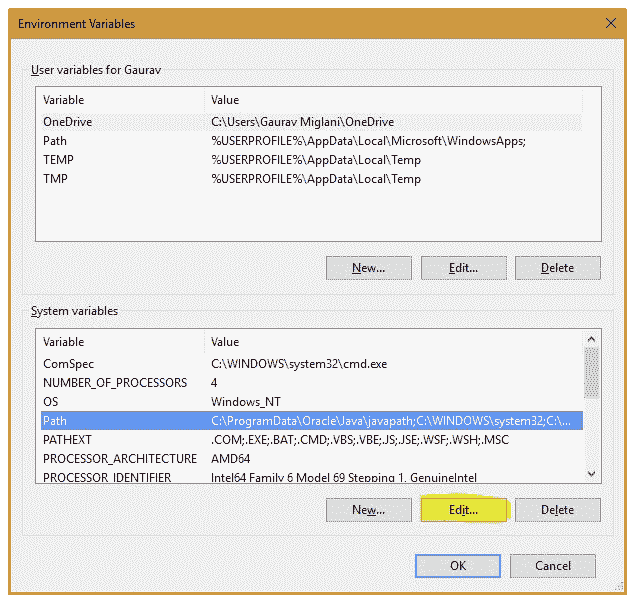 Environment Variables
User variables for Gaurav
Variable Value
OneDrive C:\Users\Gaurav Miglani\OneDrive
Path %USERPROFILE%\AppData\Local\Microsoft\WindowsApps;
TEMP %USERPROFILE%\AppData\Local\Temp
TMP %USERPROFILE%\AppData\Local\Temp
New... Edit... Delete
System variables
Variable Value
ComSpec C:\WINDOWS\system32\cmd.exe
NUMBER_OF_PROCESSORS 4
OS Windows_NT
Path C:\ProgramData\Oracle\Java\javapath;C:\WINDOWS\system32;C:\...
PATHEXT .COM;.EXE;.BAT;.CMD;.VBS;.VBE;.JS;.JSE;.WSF;.WSH;.MSC
PROCESSOR_ARCHITECTURE AMD64
PROCESSOR_IDENTIFIER Intel64 Family 6 Model 69 Stepping 1, GenuineIntel
New... Edit... Delete
OK Cancel